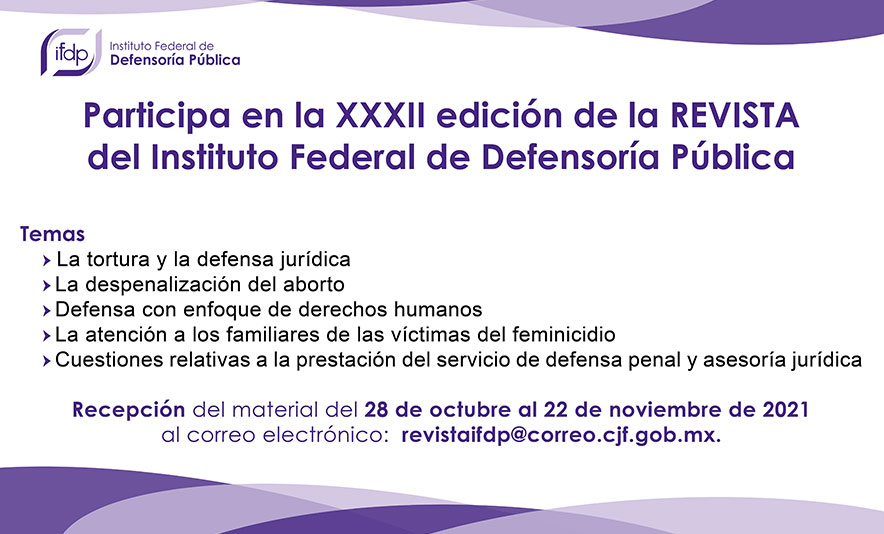 ifdp
Instituto Federal de
Defensoría Pública
Participa en la XXXII edición de la REVISTA
del Instituto Federal de Defensoría Pública
Temas
La tortura y la defensa jurídica
La despenalización del aborto
Defensa con enfoque de derechos humanos
La atención a los familiares de las víctimas del feminicidio
Cuestiones relativas a la prestación del servicio de defensa penal y asesoría jurídica
Recepción del material del 28 de octubre al 22 de noviembre de 2021
al correo electrónico: revistaifdp@correo.cjf.gob.mx.